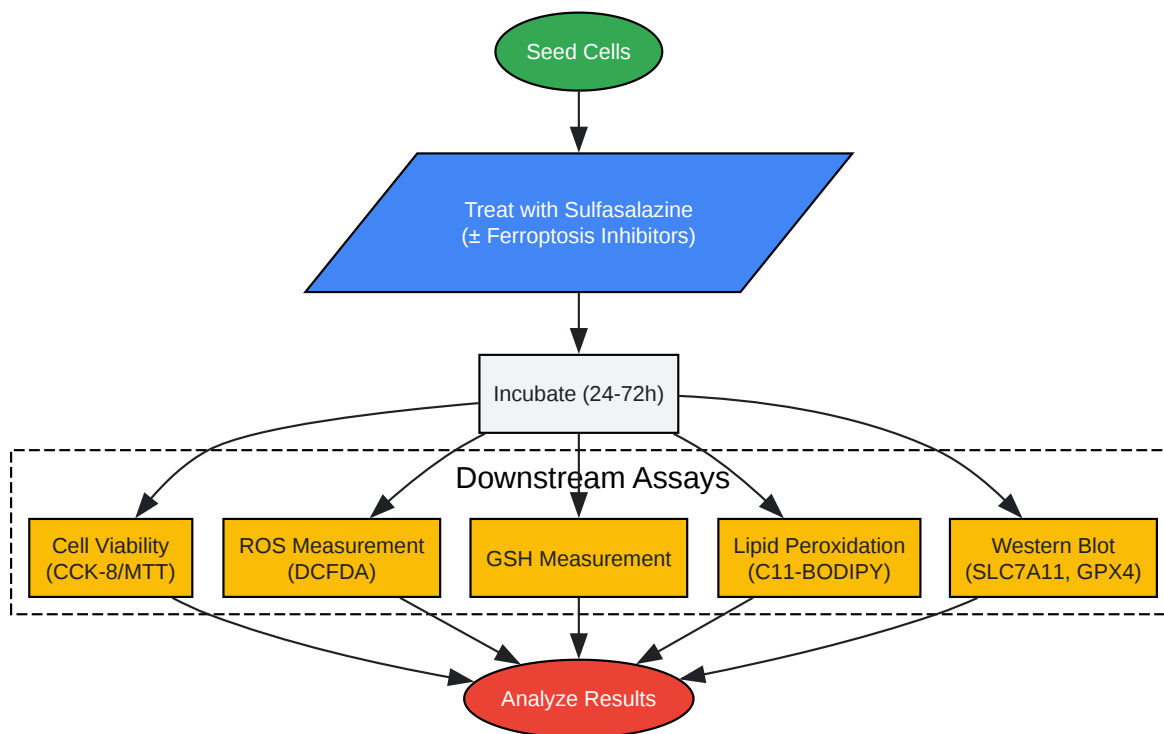 Seed Cells
Treat with Sulfasalazine
(± Ferroptosis Inhibitors)
Incubate (24-72h)
Downstream Assays
Cell Viability
(CCK-8/MTT)
ROS Measurement
(DCFDA)
GSH Measurement
Lipid Peroxidation
(C11-BODIPY)
Western Blot
(SLC7A11, GPX4)
Analyze Results